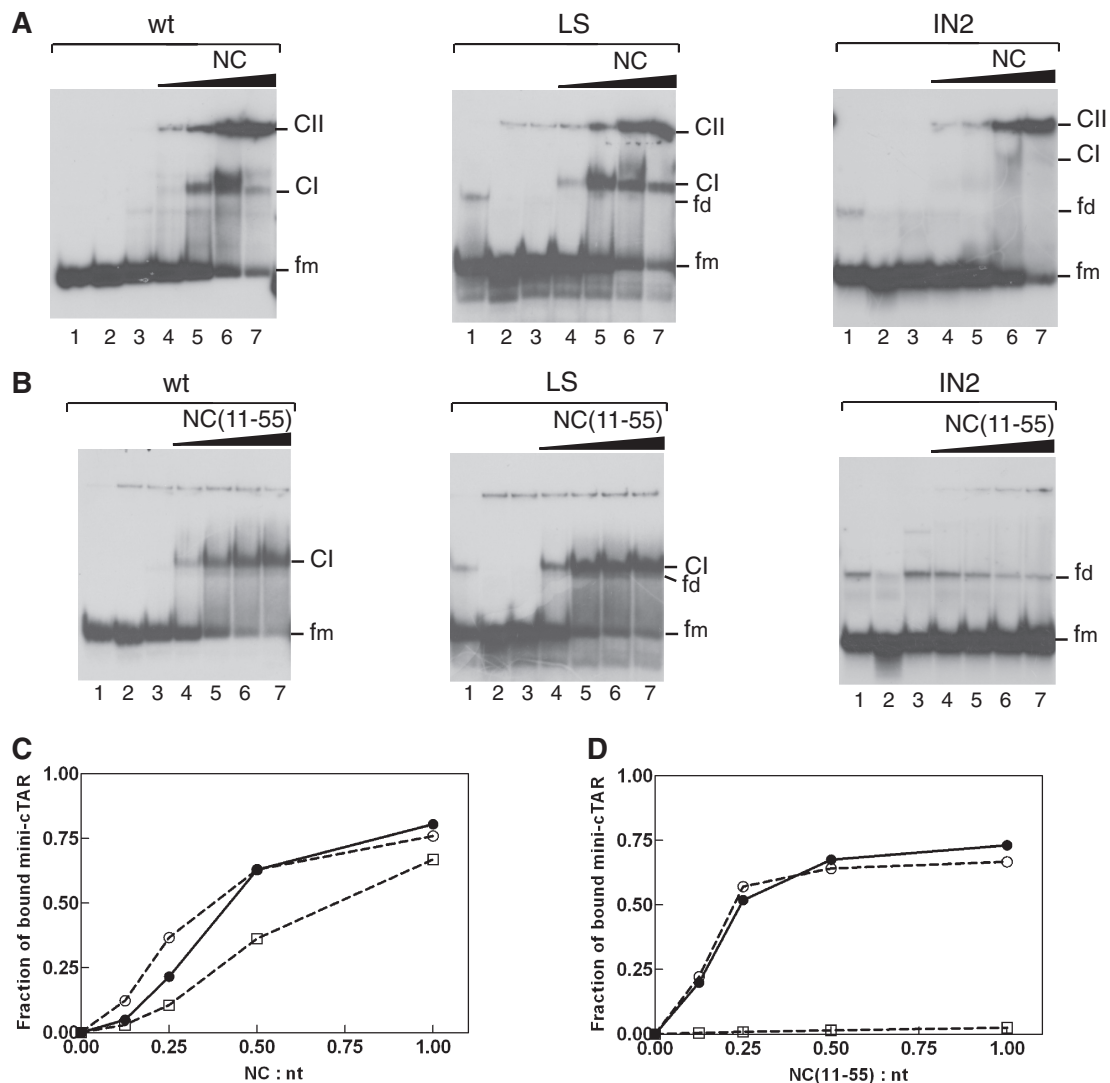 A
wt
LS
IN2
NC
NC
NC
CII
CI
fm
CII
CI
fd
fm
CII
CI
fd
fm
1 2 3 4 5 6 7
1 2 3 4 5 6 7
1 2 3 4 5 6 7
B
wt
LS
IN2
NC(11-55)
NC(11-55)
NC(11-55)
CI
fm
CI
fd
fm
fd
fm
1 2 3 4 5 6 7
1 2 3 4 5 6 7
1 2 3 4 5 6 7
C
Fraction of bound mini-cTAR
1.00
0.75
0.50
0.25
0.00
0.00 0.25 0.50 0.75 1.00
NC : nt
D
Fraction of bound mini-cTAR
1.00
0.75
0.50
0.25
0.00
0.00 0.25 0.50 0.75 1.00
NC(11-55) : nt